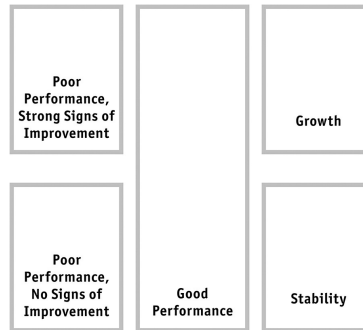 Poor
Performance,
Strong Signs of
Improvement
Growth
Poor
Performance,
No Signs of
Improvement
Good
Performance
Stability